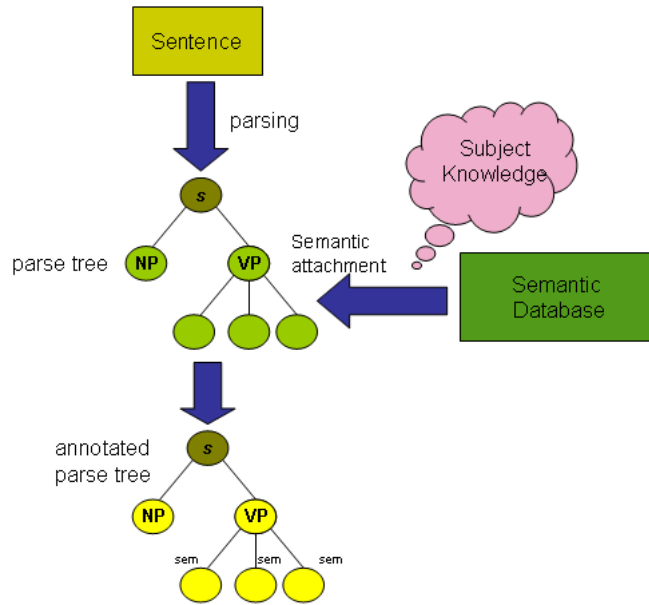 Sentence
parsing
Subject
Knowledge
s
NP
VP
parse tree
Semantic
attachment
Semantic
Database
annotated
parse tree
s
NP
VP
sem
sem
sem